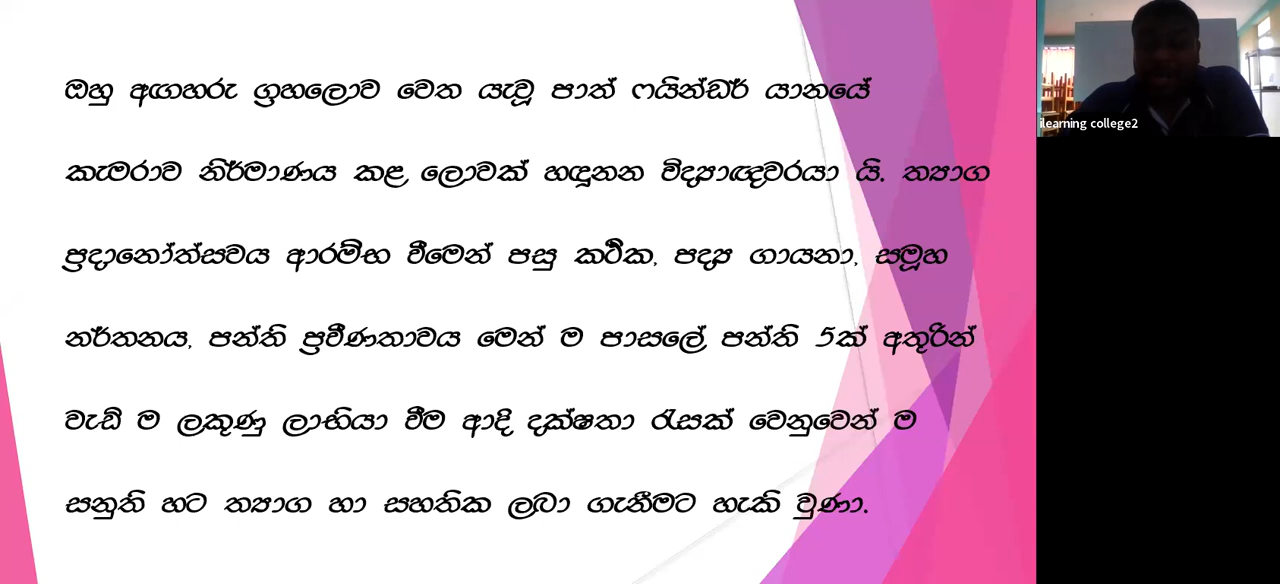 ඔහු අඟහරු ග්‍රහලොව වෙත යැවූ පාත් ෆයින්ඩර් යානයේ
ilearning college2
කැමරාව නිර්මාණය කළ ලොවක් හඳුනන විද්‍යාඥවරයා යි. ත්‍යාග
ප්‍රදානෝත්සවය ආරම්භ වීමෙන් පසු කථික, පද්‍ය ගායනා, සමූහ
නර්තනය, පන්ති ප්‍රවීණතාවය මෙන් ම පාසලේ පන්ති 5ක් අතුරින්
වැඩි ම ලකුණු ලාභියා වීම ආදි දක්ෂතා රැසක් වෙනුවෙන් ම
සනුති හට ත්‍යාග හා සහතික ලබා ගැනීමට හැකි වුණා.